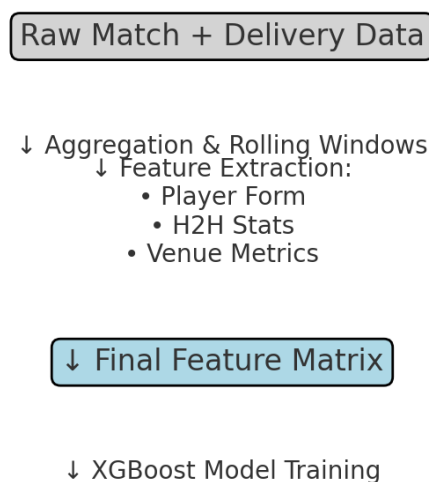 Raw Match + Delivery Data
↓ Aggregation & Rolling Windows
↓ Feature Extraction:
• Player Form
• H2H Stats
• Venue Metrics
↓ Final Feature Matrix
↓ XGBoost Model Training